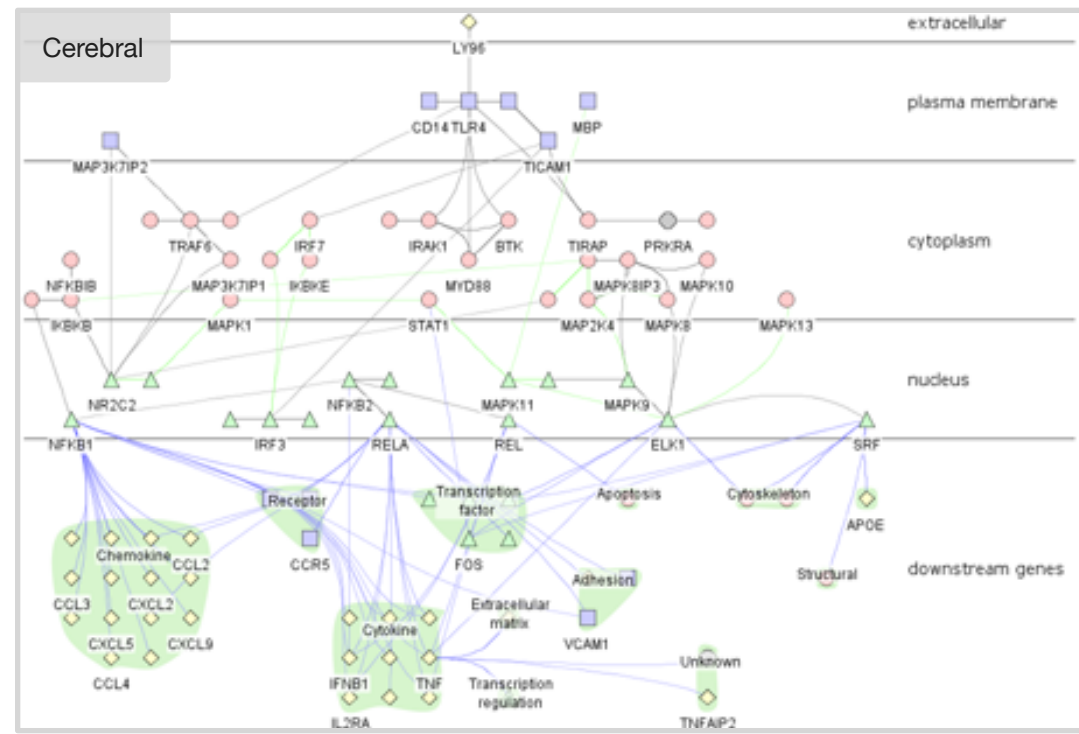 Cerebral
extracellular
LY96
plasma membrane
CD14 TLR4
MBP
MAP3K7IP2
TICAM1
cytoplasm
TRAF6
IRF7
IRAK1
BTK
TIRAP
PRKRA
NFKBIB
MAP3K7IP1
IKBKE
MYD88
MAPK8IP3
MAPK10
IKBKB
MAPK1
STAT1
MAP2K4
MAPK8
MAPK13
nucleus
NR2C2
NFKB2
MAPK11
MAPK9
NFKB1
IRF3
RELA
REL
ELK1
SRF
Receptor
Transcription
factor
Apoptosis
Cytoskeleton
APOE
Chemokine
CCL2
CCR5
FOS
Adhesion
Structural
downstream genes
CCL3
CXCL2
Extracellular
matrix
CXCL5
CXCL9
Cytokine
VCAM1
CCL4
IFNB1
TNF
Transcription
regulation
Unknown
IL2RA
TNFAIP2